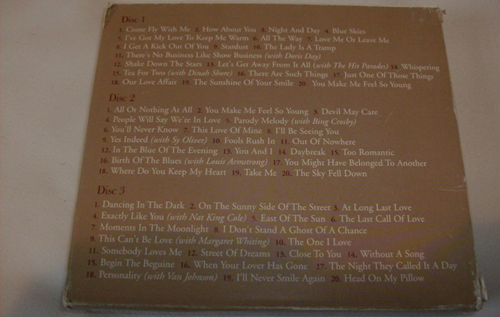 Disc 1
1. Come Fly With Me 2. How About You 3. Night And Day 4. Blue Skies
5. I've Got My Love To Keep Me Warm 6. All The Way 7. Love Me Or Leave Me
8. I Get A Kick Out Of You 9. Stardust 10. The Lady Is A Tramp
11. There's No Business Like Show Business (with Doris Day)
12. Shake Down The Stars 13. Let's Get Away From It All (with The Hit Parades) 14. Whispering
15. Tea For Two (with Dinah Shore) 16. There Are Such Things 17. Just One Of Those Things
18. Our Love Affair 19. The Sunshine Of Your Smile 20. You Make Me Feel So Young
Disc 2
1. All Or Nothing At All 2. You Make Me Feel So Young 3. Devil May Care
4. People Will Say We're In Love 5. Parody Melody (with Bing Crosby)
6. You'll Never Know 7. This Love Of Mine 8. I'll Be Seeing You
9. Yes Indeed (with Sy Oliver) 10. Fools Rush In 11. Out Of Nowhere
12. In The Blue Of The Evening 13. You And I 14. Daybreak 15. Too Romantic
16. Birth Of The Blues (with Louis Armstrong) 17. You Might Have Belonged To Another
18. Where Do You Keep My Heart 19. Take Me 20. The Sky Fell Down
Disc 3
1. Dancing In The Dark 2. On The Sunny Side Of The Street 3. At Long Last Love
4. Exactly Like You (with Nat King Cole) 5. East Of The Sun 6. The Last Call Of Love
7. Moments In The Moonlight 8. I Don't Stand A Ghost Of A Chance
9. This Can't Be Love (with Margaret Whiting) 10. The One I Love
11. Somebody Loves Me 12. Street Of Dreams 13. Close To You 14. Without A Song
15. Begin The Beguine 16. When Your Lover Has Gone 17. The Night They Called It A Day
18. Personality (with Van Johnson) 19. I'll Never Smile Again 20. Head On My Pillow